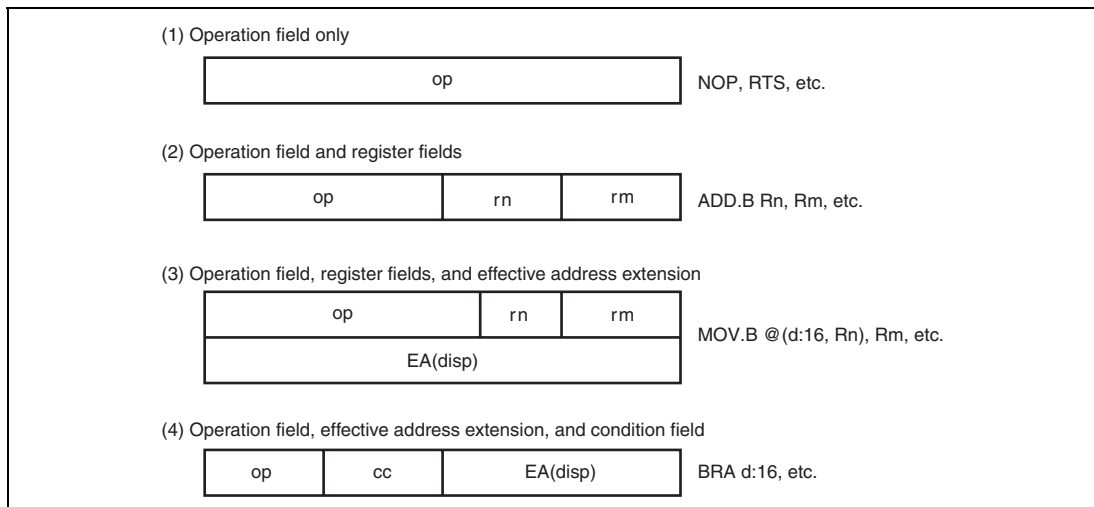 (1) Operation field only
op
NOP, RTS, etc.
(2) Operation field and register fields
op rn rm
ADD.B Rn, Rm, etc.
(3) Operation field, register fields, and effective address extension
op rn rm
MOV.B @(d:16, Rn), Rm, etc.
EA(disp)
(4) Operation field, effective address extension, and condition field
op cc EA(disp)
BRA d:16, etc.